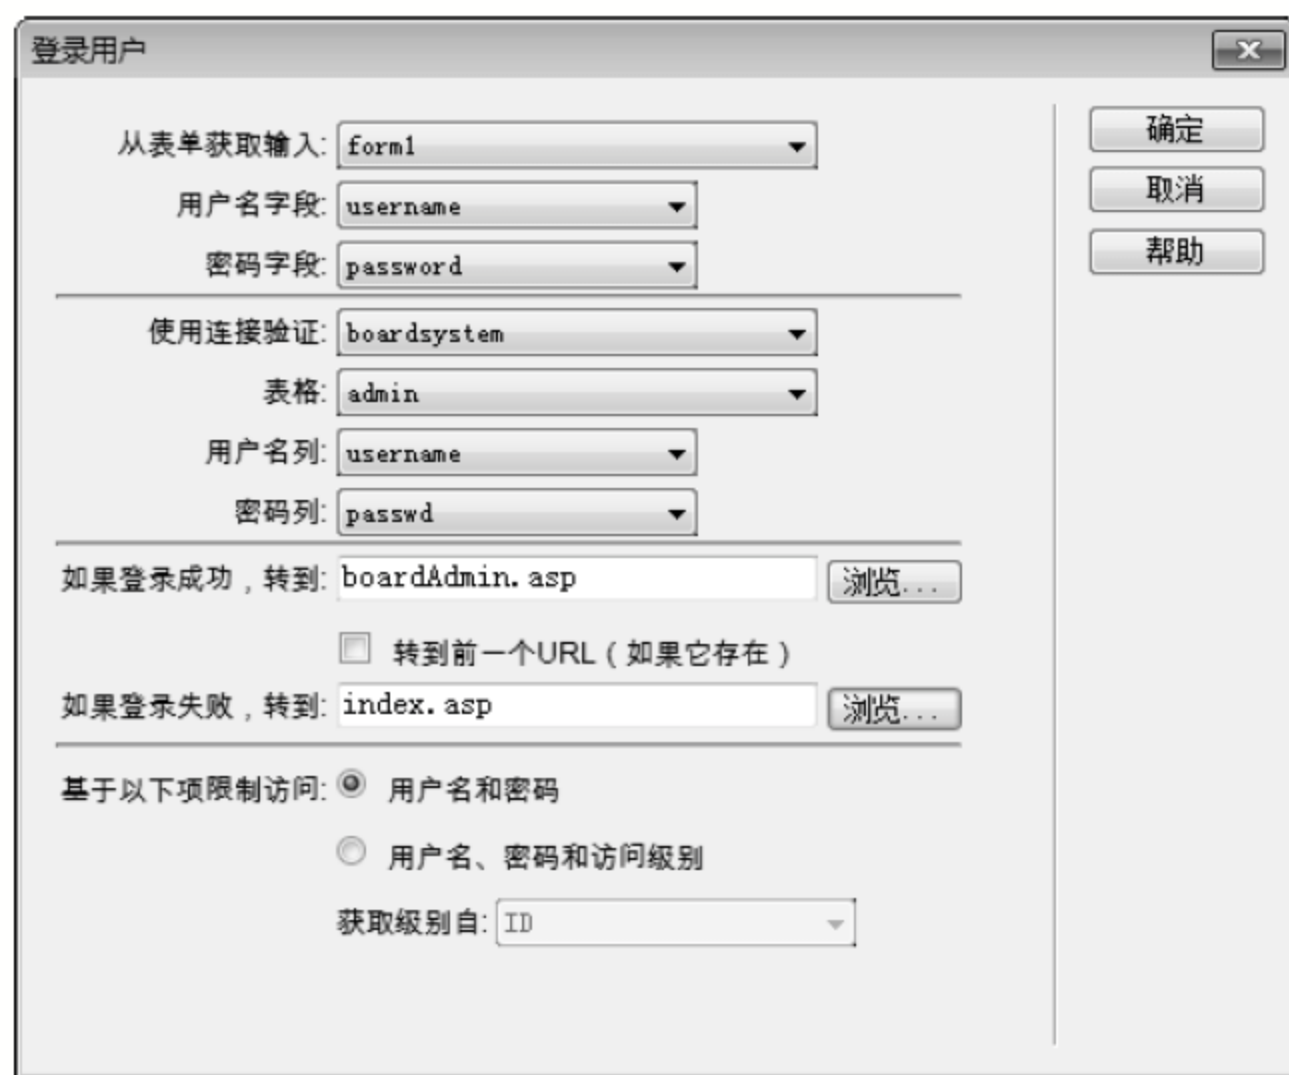 登录用户
从表单获取输入: form1
用户名字段: username
密码字段: password
使用连接验证: boardsystem
表格: admin
用户名列: username
密码列: passwd
如果登录成功，转到: boardAdmin.asp 浏览...
转到前一个URL（如果它存在）
如果登录失败，转到: index.asp 浏览...
基于以下项限制访问: 用户名和密码
用户名、密码和访问级别
获取级别自: ID
确定
取消
帮助